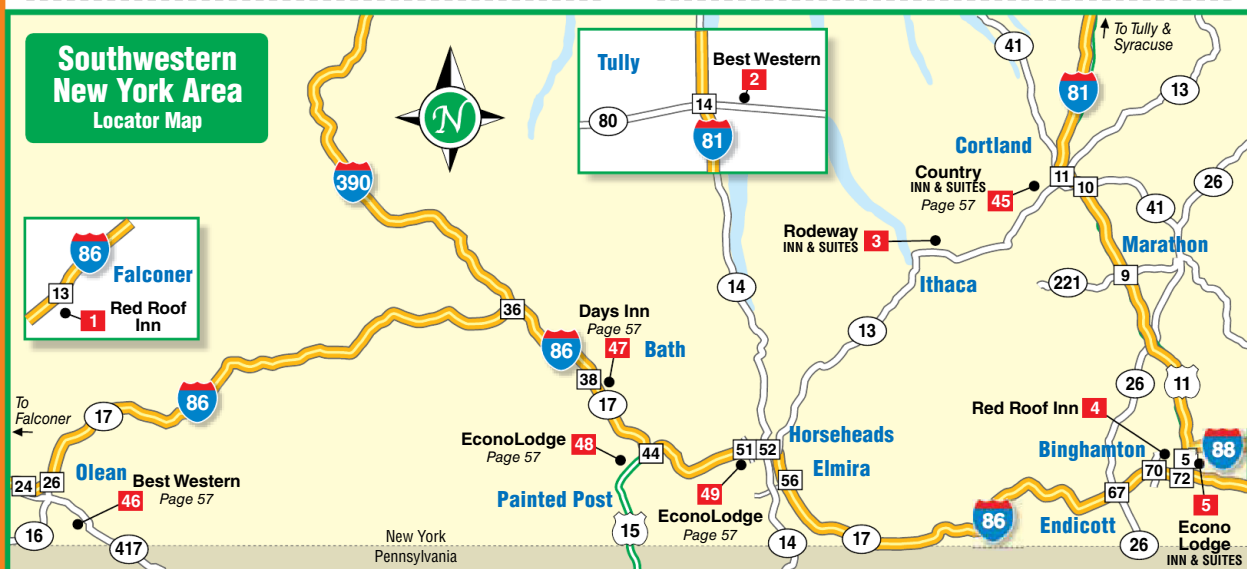 Southwestern
New York Area
Locator Map
N
390
86
Falconer
13
1
Red Roof
Inn
Tully
Best Western
2
14
80
81
To Tully &
Syracuse
41
81
13
Cortland
Country
INN & SUITES
Page 57
45
11
10
26
41
Rodeway
INN & SUITES
3
Marathon
Ithaca
9
221
14
13
36
Days Inn
Page 57
47
Bath
86
38
17
86
To
Falconer
17
26
11
Red Roof Inn
4
EconoLodge
Page 57
48
44
51
52
Horseheads
Elmira
Binghamton
88
5
70
72
Olean
24
26
46
Best Western
Page 57
Painted Post
49
EconoLodge
Page 57
56
67
Endicott
5
Econo
Lodge
INN & SUITES
16
417
15
New York
Pennsylvania
14
17
86
26